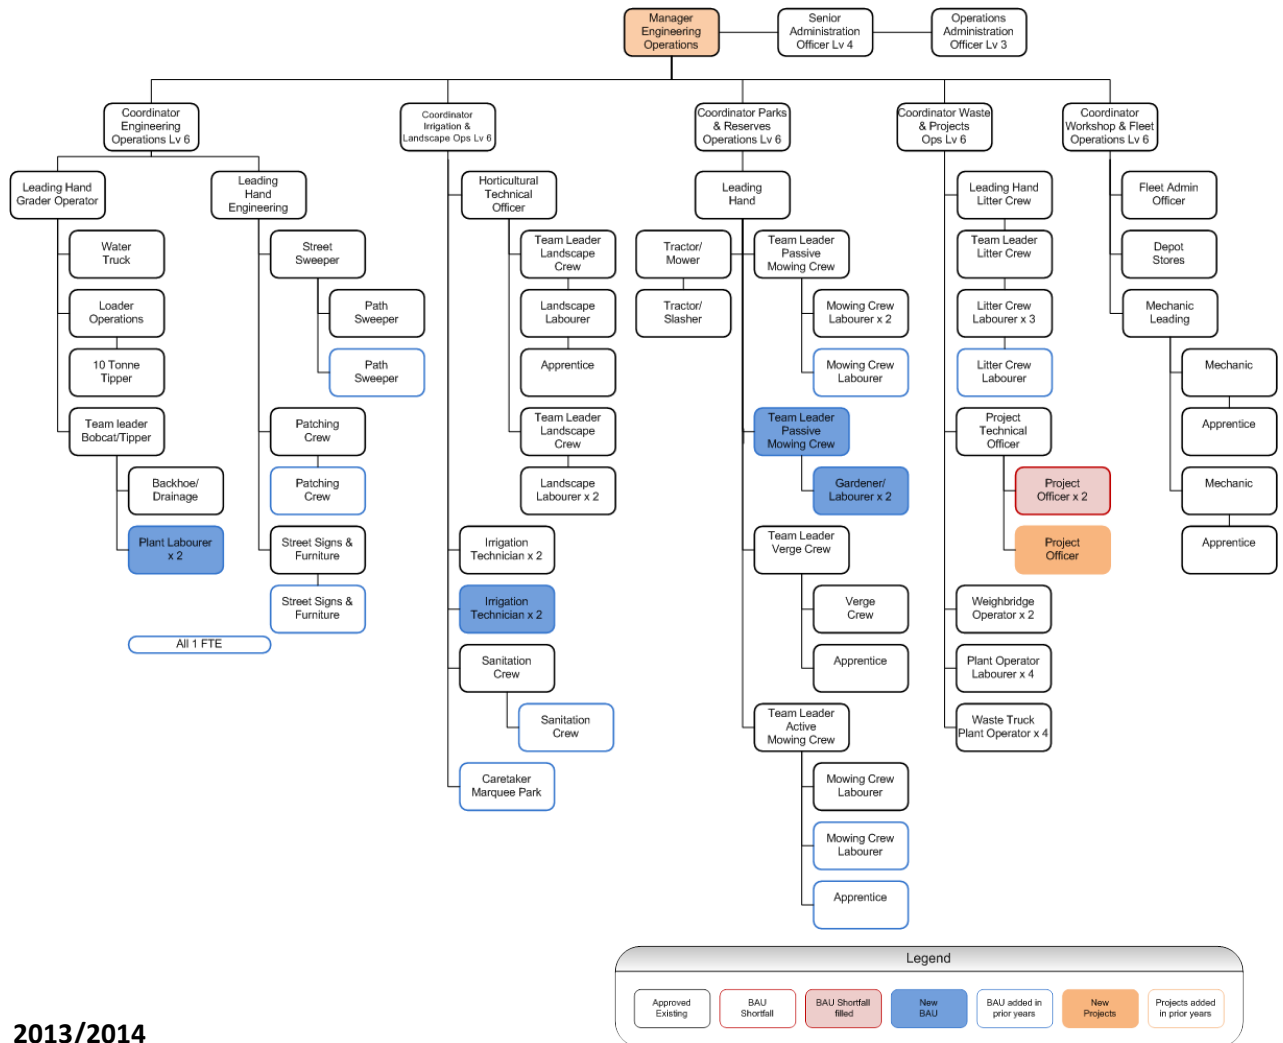 Manager
Engineering
Operations
Senior
Administration
Officer Lv 4
Operations
Administration
Officer Lv 3
Coordinator
Engineering
Operations Lv 6
Coordinator
Irrigation &
Landscape Ops Lv 6
Coordinator Parks
& Reserves
Operations Lv 6
Coordinator Waste
& Projects
Ops Lv 6
Coordinator
Workshop & Fleet
Operations Lv 6
Leading Hand
Grader Operator
Water
Truck
Loader
Operations
10 Tonne
Tipper
Team leader
Bobcat/Tipper
Backhoe/
Drainage
Plant Labourer
x 2
Leading
Hand
Engineering
Street
Sweeper
Path
Sweeper
Path
Sweeper
Patching
Crew
Patching
Crew
Street Signs &
Furniture
Street Signs &
Furniture
All 1 FTE
Horticultural
Technical
Officer
Team Leader
Landscape
Crew
Landscape
Labourer
Apprentice
Team Leader
Landscape
Crew
Landscape
Labourer x 2
Irrigation
Technician x 2
Irrigation
Technician x 2
Sanitation
Crew
Sanitation
Crew
Caretaker
Marquee Park
Leading
Hand
Tractor/
Mower
Tractor/
Slasher
Team Leader
Passive
Mowing Crew
Mowing Crew
Labourer x 2
Mowing Crew
Labourer
Team Leader
Passive
Mowing Crew
Gardener/
Labourer x 2
Team Leader
Verge Crew
Verge
Crew
Apprentice
Team Leader
Active
Mowing Crew
Mowing Crew
Labourer
Mowing Crew
Labourer
Apprentice
Leading Hand
Litter Crew
Team Leader
Litter Crew
Litter Crew
Labourer x 3
Litter Crew
Labourer
Project
Technical
Officer
Project
Officer x 2
Project
Officer
Weighbridge
Operator x 2
Plant Operator
Labourer x 4
Waste Truck
Plant Operator x 4
Fleet Admin
Officer
Depot
Stores
Mechanic
Leading
Mechanic
Apprentice
Mechanic
Apprentice
Legend
Approved
Existing
BAU
Shortfall
BAU Shortfall
filled
New
BAU
BAU added in
prior years
New
Projects
Projects added
in prior years
2013/2014